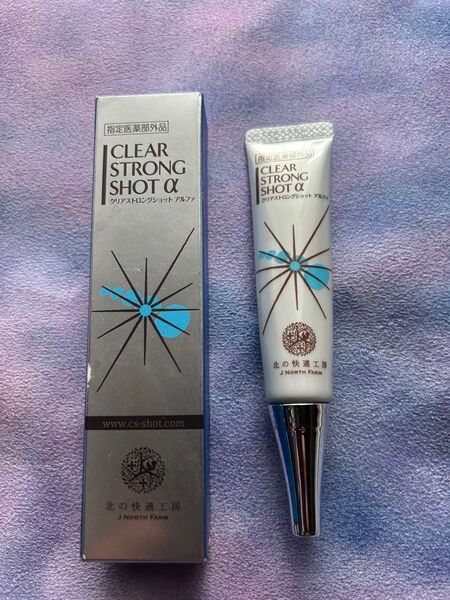 指定医薬部外品
CLEAR
STRONG
SHOT α
クリアストロングショット アルファ
www.cs-shot.com
北の快適工房
J NORTH FARM
指定医薬部外品
CLEAR
STRONG
SHOT α
クリアストロングショット アルファ
北の快適工房
J NORTH FARM